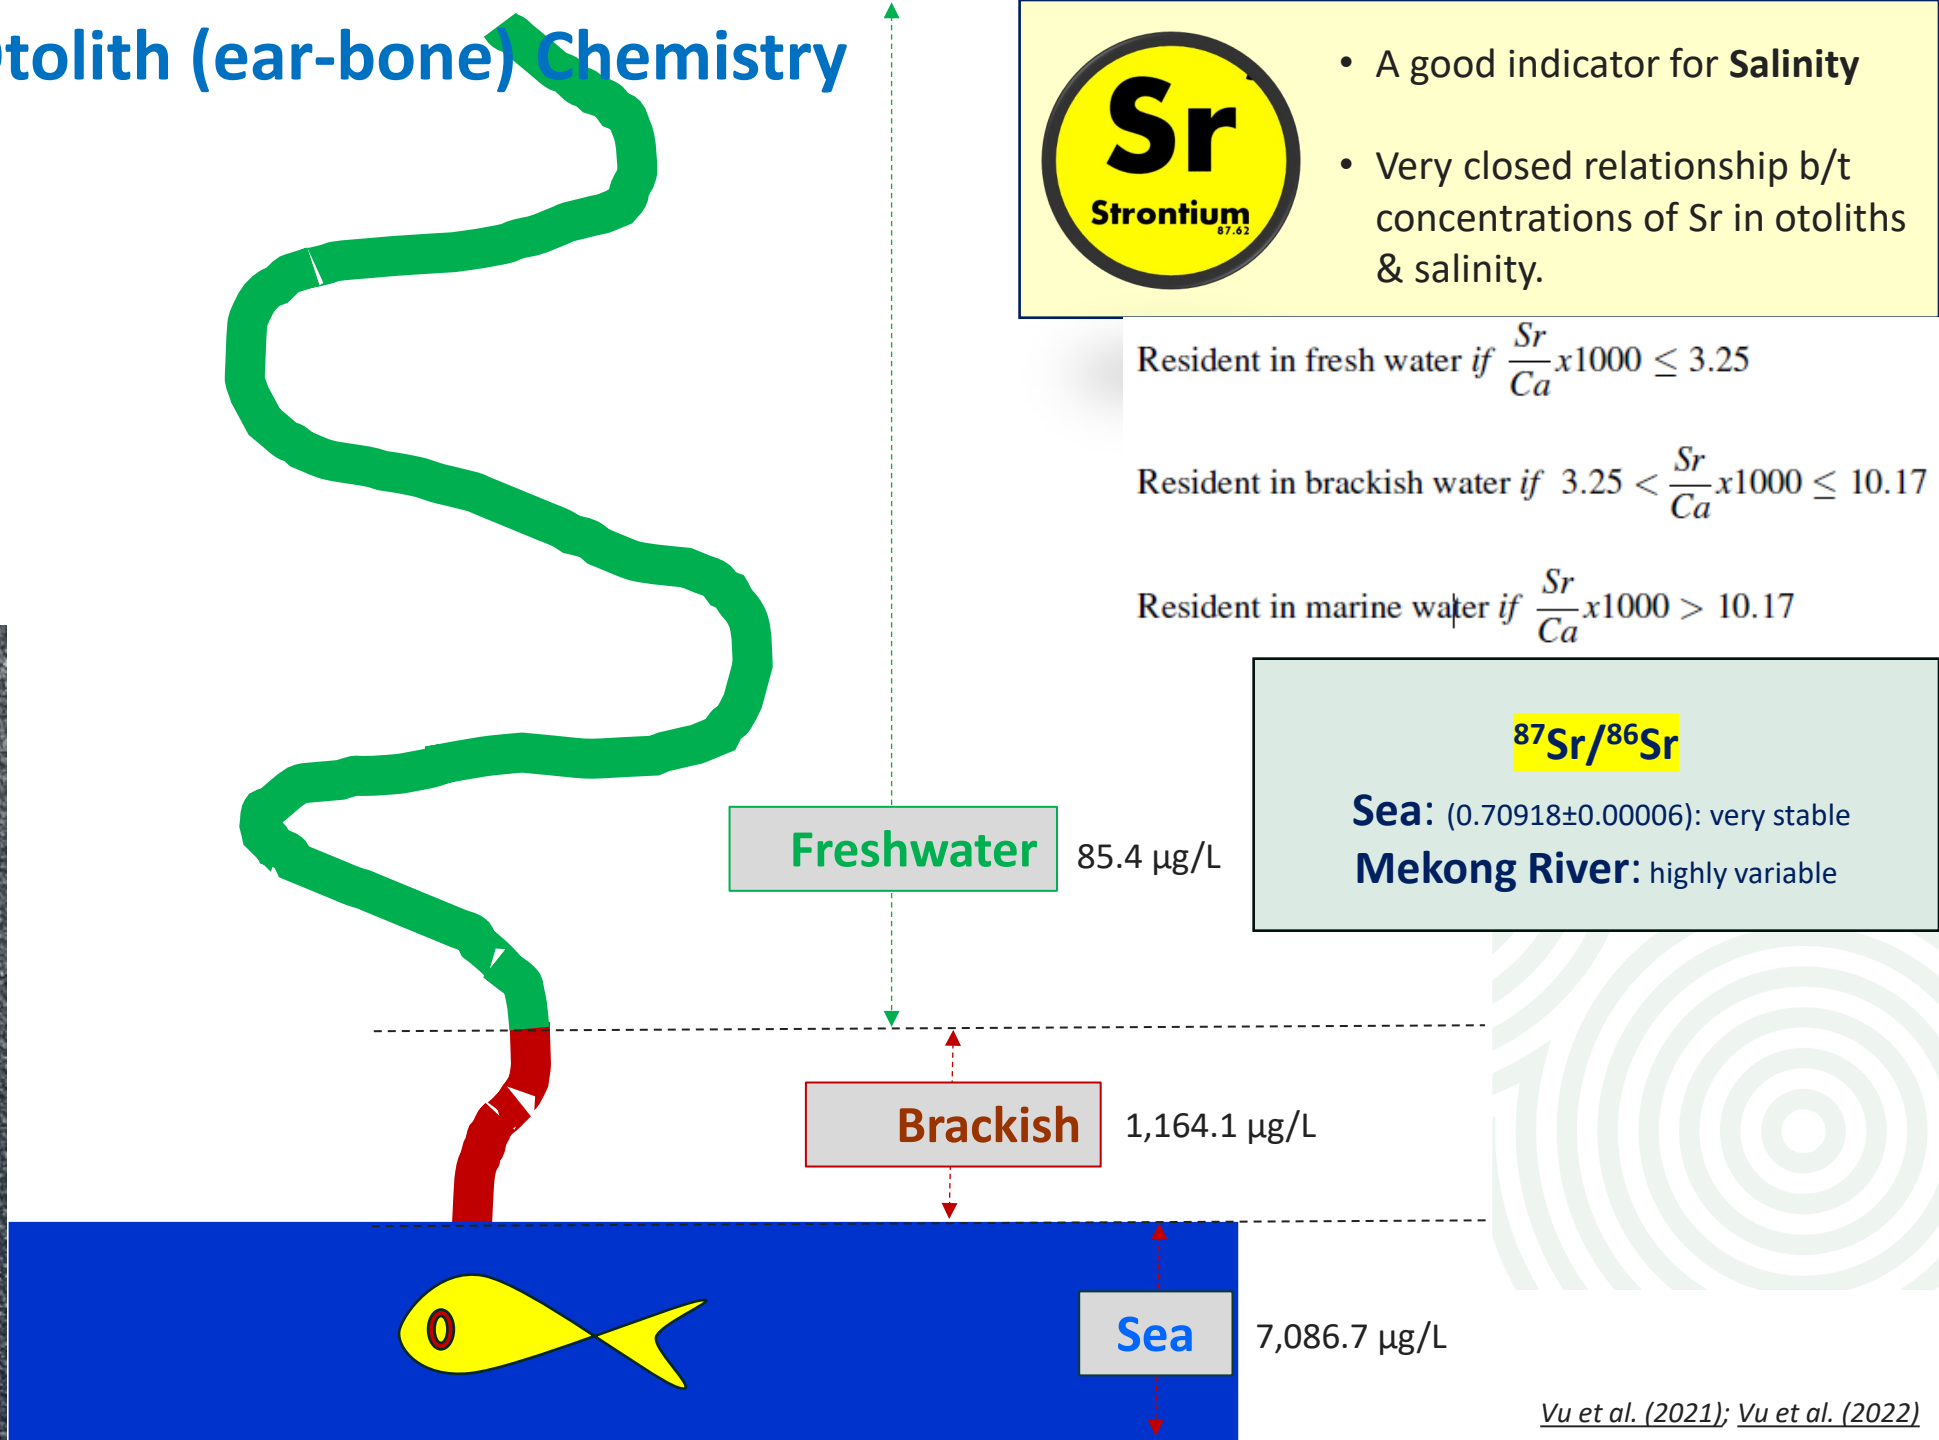 tolith (ear-bone) Chemistry
Sr
Strontium
87.62
• A good indicator for Salinity
• Very closed relationship b/t
concentrations of Sr in otoliths
& salinity.
Resident in fresh water if Sr/Ca x1000 ≤ 3.25
Resident in brackish water if 3.25 < Sr/Ca x1000 ≤ 10.17
Resident in marine water if Sr/Ca x1000 > 10.17
⁸⁷Sr/⁸⁶Sr
Sea: (0.70918±0.00006): very stable
Mekong River: highly variable
Freshwater 85.4 µg/L
Brackish 1,164.1 µg/L
Sea 7,086.7 µg/L
Vu et al. (2021); Vu et al. (2022)